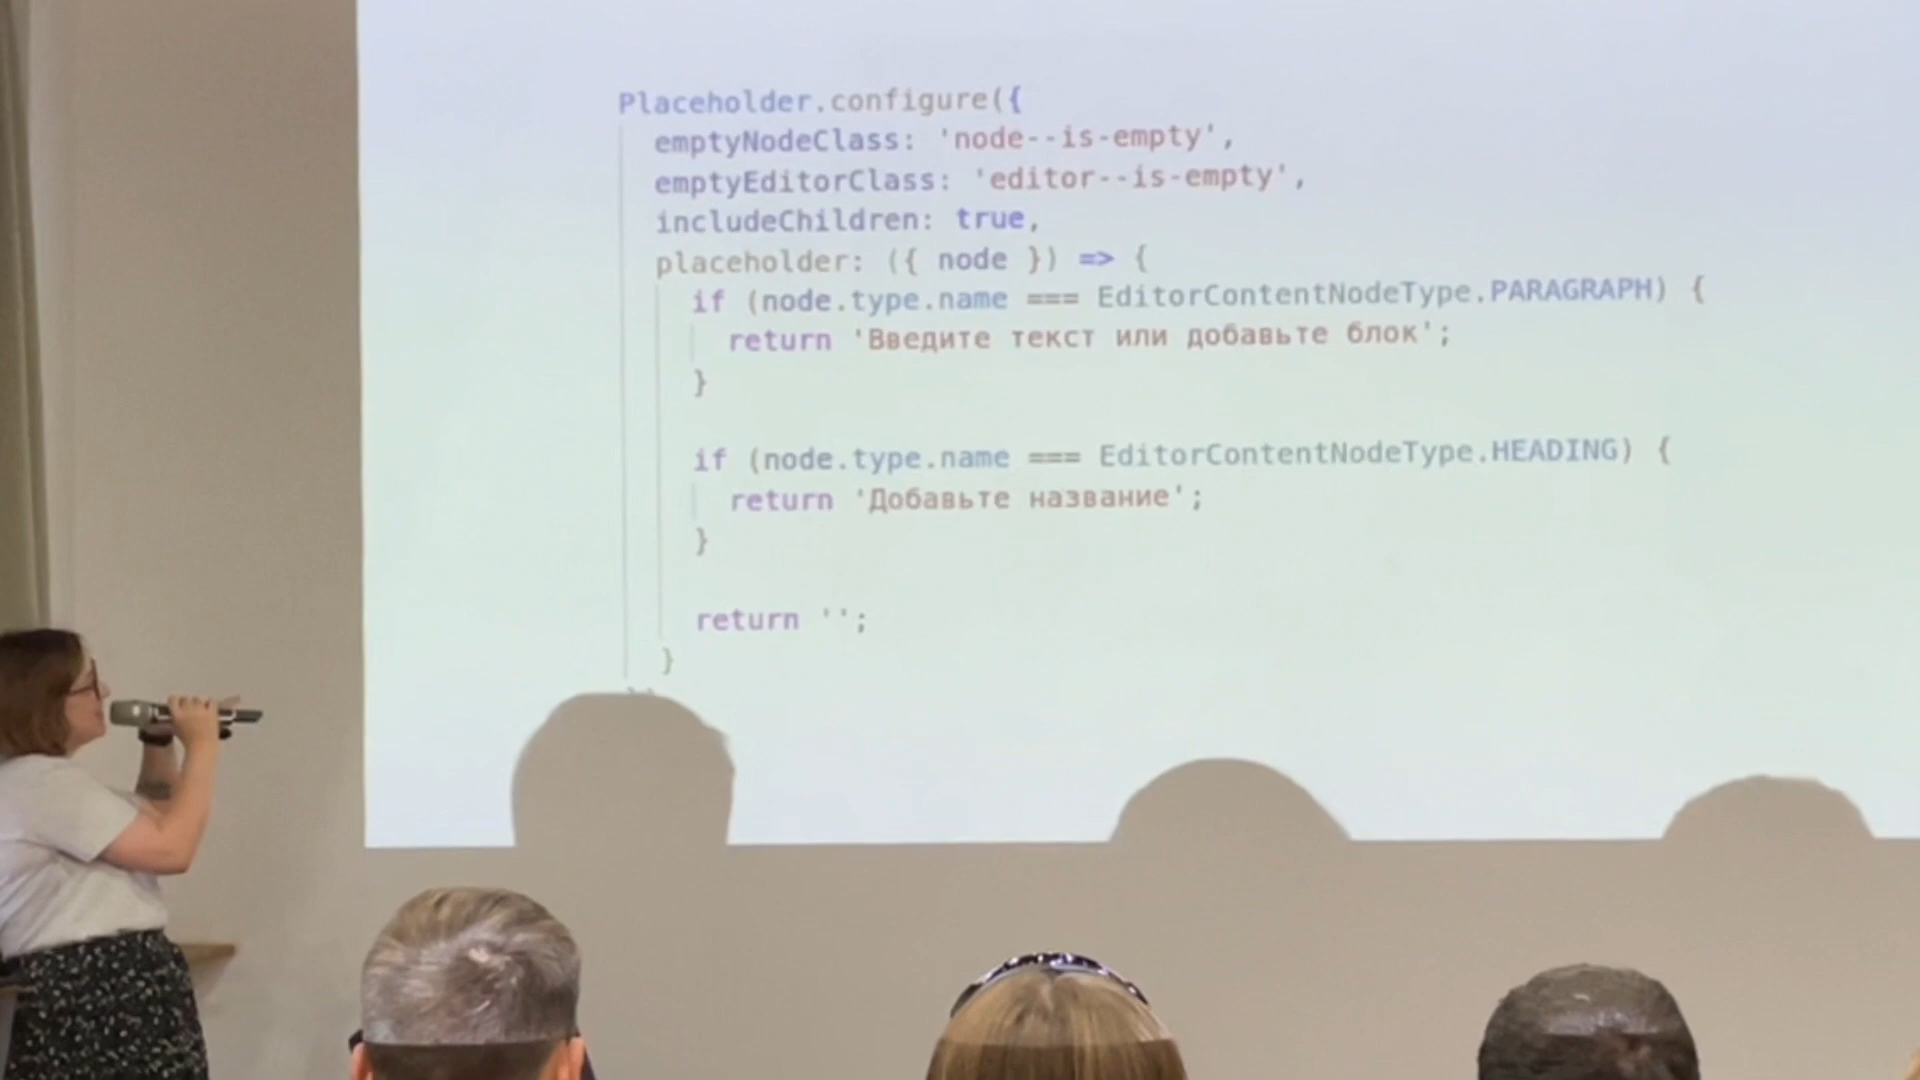 Placeholder.configure({
emptyNodeClass: 'node--is-empty',
emptyEditorClass: 'editor--is-empty',
includeChildren: true,
placeholder: ({ node }) => {
if (node.type.name === EditorContentNodeType.PARAGRAPH) {
return 'Введите текст или добавьте блок';
}
if (node.type.name === EditorContentNodeType.HEADING) {
return 'Добавьте название';
}
return '';
}